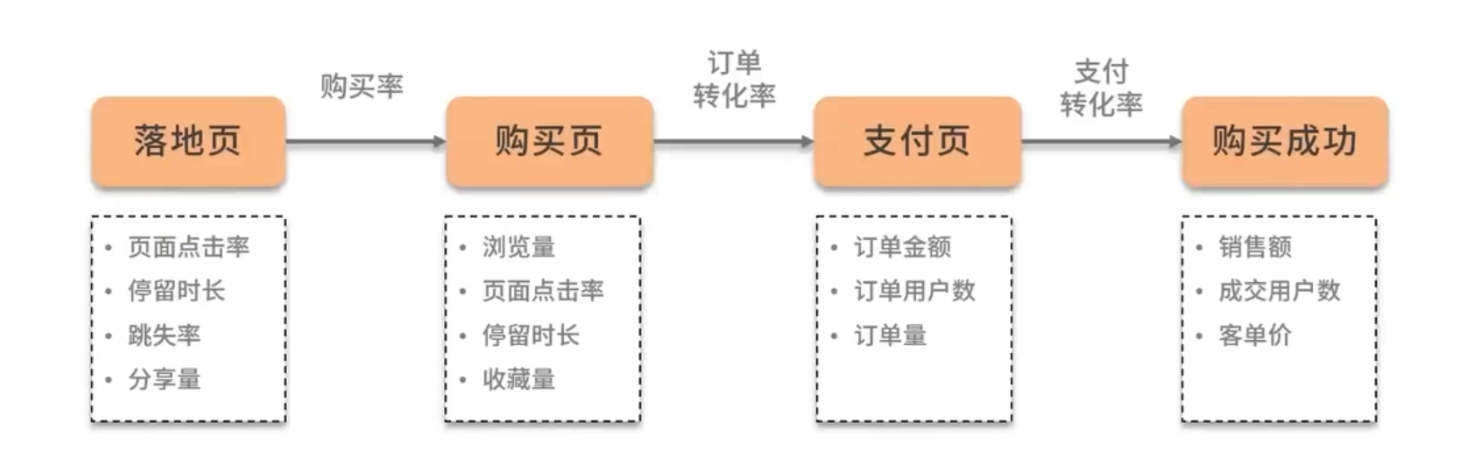 购买率
订单
转化率
支付
转化率
落地页
购买页
支付页
购买成功
• 页面点击率
• 停留时长
• 跳失率
• 分享量
• 浏览量
• 页面点击率
• 停留时长
• 收藏量
• 订单金额
• 订单用户数
• 订单量
• 销售额
• 成交用户数
• 客单价